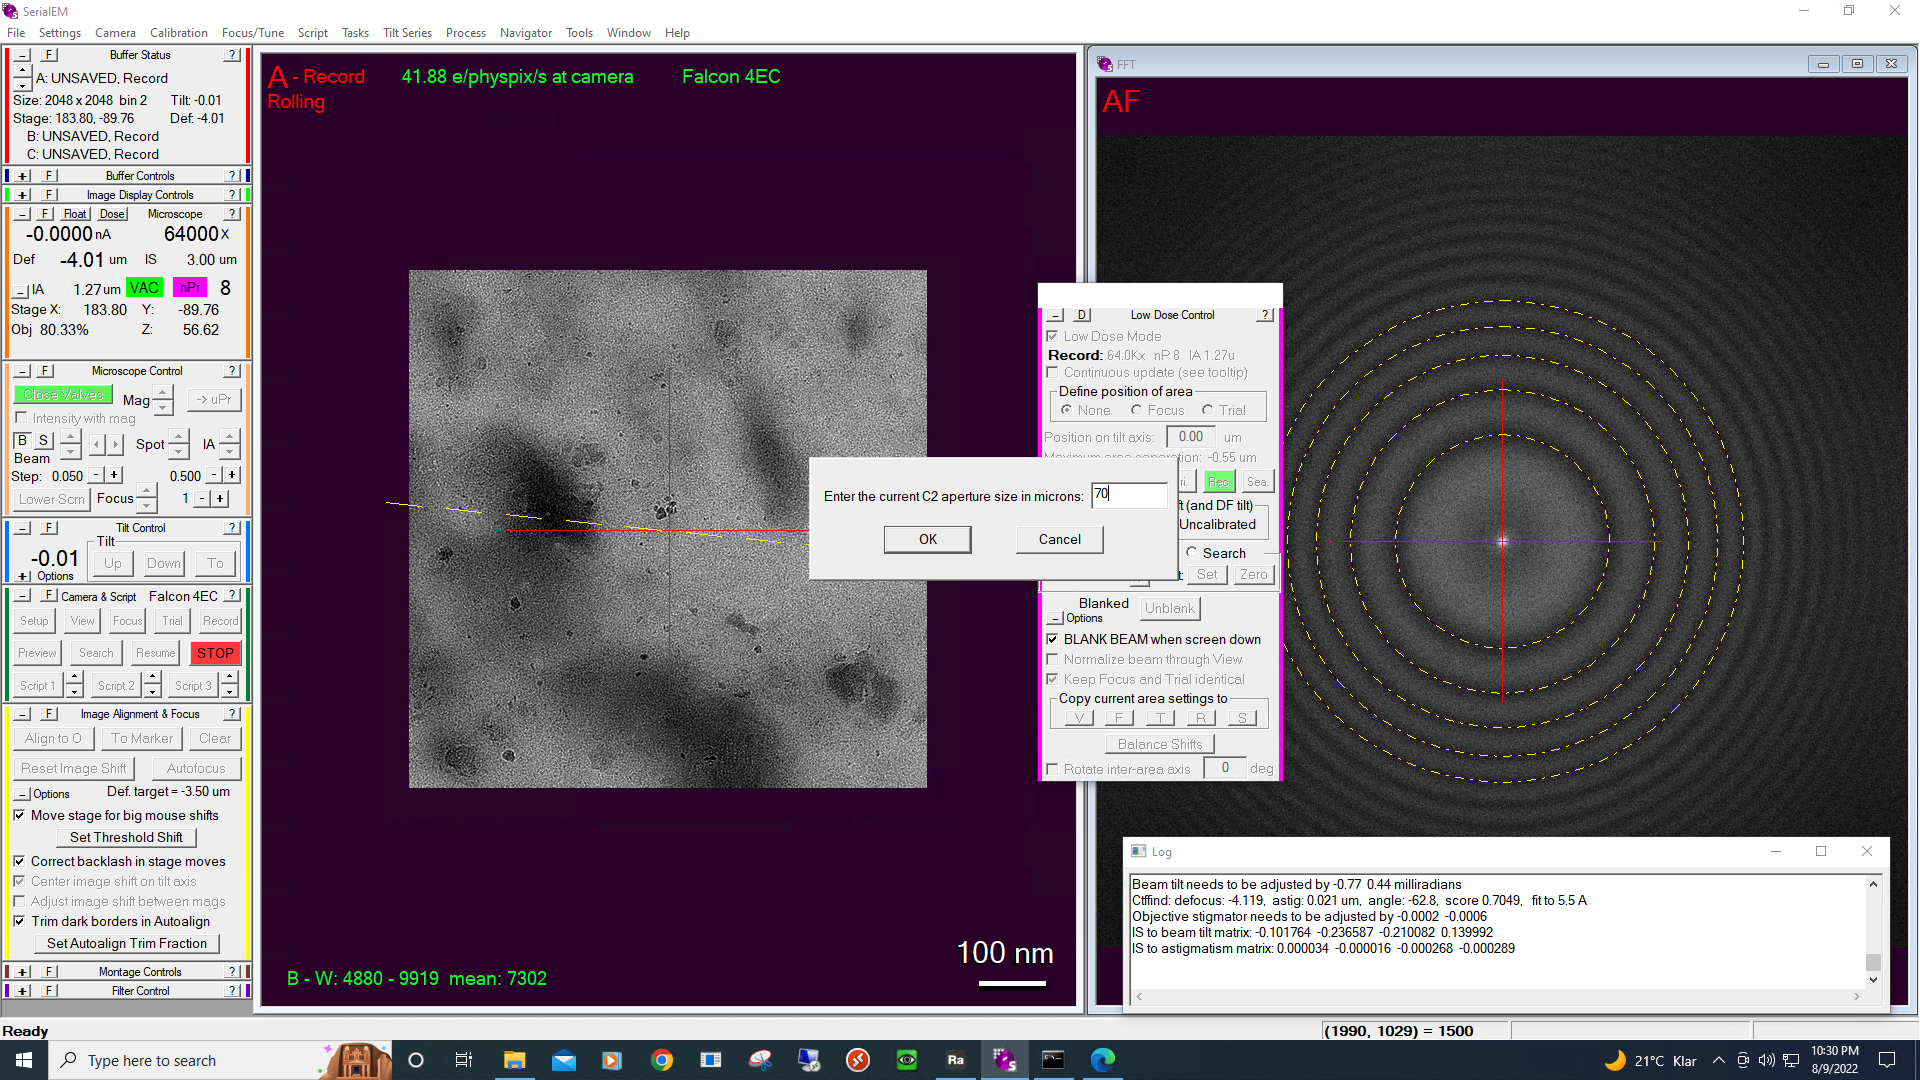 SerialEM
File Settings Camera Calibration Focus/Tune Script Tasks Tilt Series Process Navigator Tools Window Help
– F Buffer Status ?
A: UNSAVED, Record
Size: 2048 x 2048 bin 2 Tilt: -0.01
Stage: 183.80, -89.76 Def: -4.01
B: UNSAVED, Record
C: UNSAVED, Record
+ F Buffer Controls ?
+ F Image Display Controls ?
– F Float Dose Microscope ?
-0.0000 nA 64000 X
Def -4.01 um IS 3.00 um
– IA 1.27 um VAC nPr 8
Stage X: 183.80 Y: -89.76
Obj 80.33% Z: 56.62
– F Microscope Control ?
Close Valves Mag -> uPr
Intensity with mag
B S Spot IA
Beam
Step: 0.050 - + 0.500 - +
Lower Scrn Focus 1 - +
– F Tilt Control ?
-0.01 Tilt
+ Options Up Down To
– F Camera & Script Falcon 4EC ?
Setup View Focus Trial Record
Preview Search Resume STOP
Script 1 Script 2 Script 3
– F Image Alignment & Focus ?
Align to O To Marker Clear
Reset Image Shift Autofocus
– Options Def. target = -3.50 um
Move stage for big mouse shifts
Set Threshold Shift
Correct backlash in stage moves
Center image shift on tilt axis
Adjust image shift between mags
Trim dark borders in Autoalign
Set Autoalign Trim Fraction
+ F Montage Controls ?
+ F Filter Control ?
A - Record 41.88 e/physpix/s at camera Falcon 4EC
Rolling
100 nm
B - W: 4880 - 9919 mean: 7302
Enter the current C2 aperture size in microns: 70
OK Cancel
– D Low Dose Control ?
Low Dose Mode
Record: 64.0Kx nP 8 IA 1.27u
Continuous update (see tooltip)
Define position of area
None Focus Trial
Position on tilt axis: 0.00 um
Maximum area separation: -0.55 um
ri. Rec. Sea.
ft (and DF tilt)
Uncalibrated
Search
t: Set Zero
Blanked Unblank
– Options
BLANK BEAM when screen down
Normalize beam through View
Keep Focus and Trial identical
Copy current area settings to
V F T R S
Balance Shifts
Rotate inter-area axis 0 deg
FFT
AF
Log
Beam tilt needs to be adjusted by -0.77 0.44 milliradians
Ctffind: defocus: -4.119, astig: 0.021 um, angle: -62.8, score 0.7049, fit to 5.5 A
Objective stigmator needs to be adjusted by -0.0002 -0.0006
IS to beam tilt matrix: -0.101764 -0.236587 -0.210082 0.139992
IS to astigmatism matrix: 0.000034 -0.000016 -0.000268 -0.000289
Ready (1990, 1029) = 1500
Type here to search
Ra
21°C Klar
10:30 PM
8/9/2022